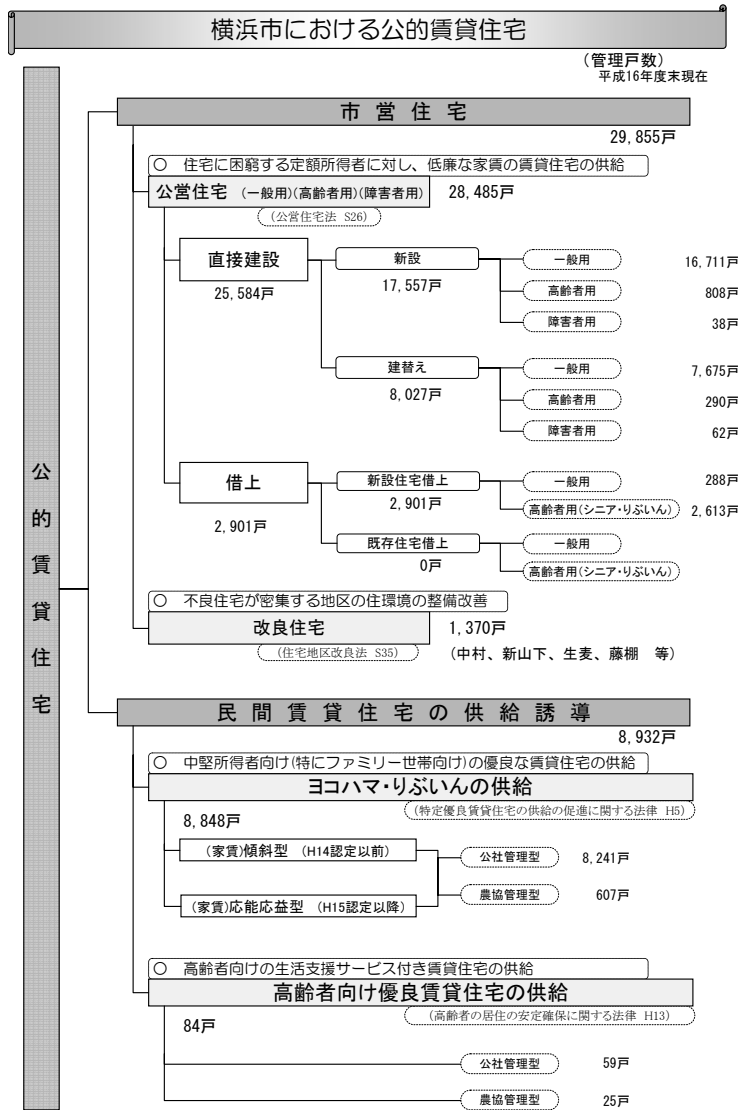 横浜市における公的賃貸住宅
(管理戸数)
平成16年度末現在
公的賃貸住宅
市営住宅
29,855戸
○ 住宅に困窮する定額所得者に対し、低廉な家賃の賃貸住宅の供給
公営住宅 (一般用)(高齢者用)(障害者用) 28,485戸
(公営住宅法 S26)
直接建設 新設 一般用 16,711戸
25,584戸 17,557戸 高齢者用 808戸
障害者用 38戸
建替え 一般用 7,675戸
8,027戸 高齢者用 290戸
障害者用 62戸
借上 新設住宅借上 一般用 288戸
2,901戸 2,901戸 高齢者用(シニア・りぶいん) 2,613戸
既存住宅借上 一般用
0戸 高齢者用(シニア・りぶいん)
○ 不良住宅が密集する地区の住環境の整備改善
改良住宅 1,370戸
(住宅地区改良法 S35) (中村、新山下、生麦、藤棚 等)
民間賃貸住宅の供給誘導
8,932戸
○ 中堅所得者向け(特にファミリー世帯向け)の優良な賃貸住宅の供給
ヨコハマ・りぶいんの供給
(特定優良賃貸住宅の供給の促進に関する法律 H5)
8,848戸
(家賃)傾斜型 (H14認定以前) 公社管理型 8,241戸
(家賃)応能応益型 (H15認定以降) 農協管理型 607戸
○ 高齢者向けの生活支援サービス付き賃貸住宅の供給
高齢者向け優良賃貸住宅の供給
(高齢者の居住の安定確保に関する法律 H13)
84戸
公社管理型 59戸
農協管理型 25戸